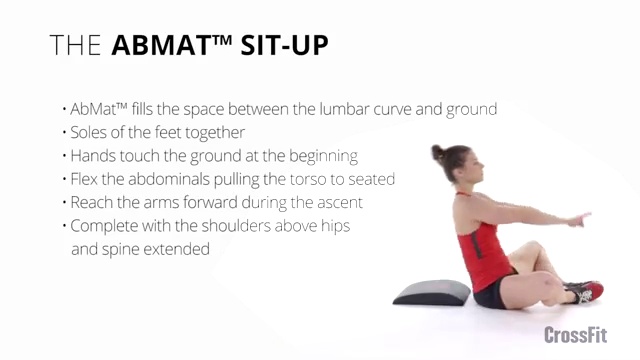 THE ABMAT™ SIT-UP
• AbMat™ fills the space between the lumbar curve and ground
• Soles of the feet together
• Hands touch the ground at the beginning
• Flex the abdominals pulling the torso to seated
• Reach the arms forward during the ascent
• Complete with the shoulders above hips
and spine extended
CrossFit